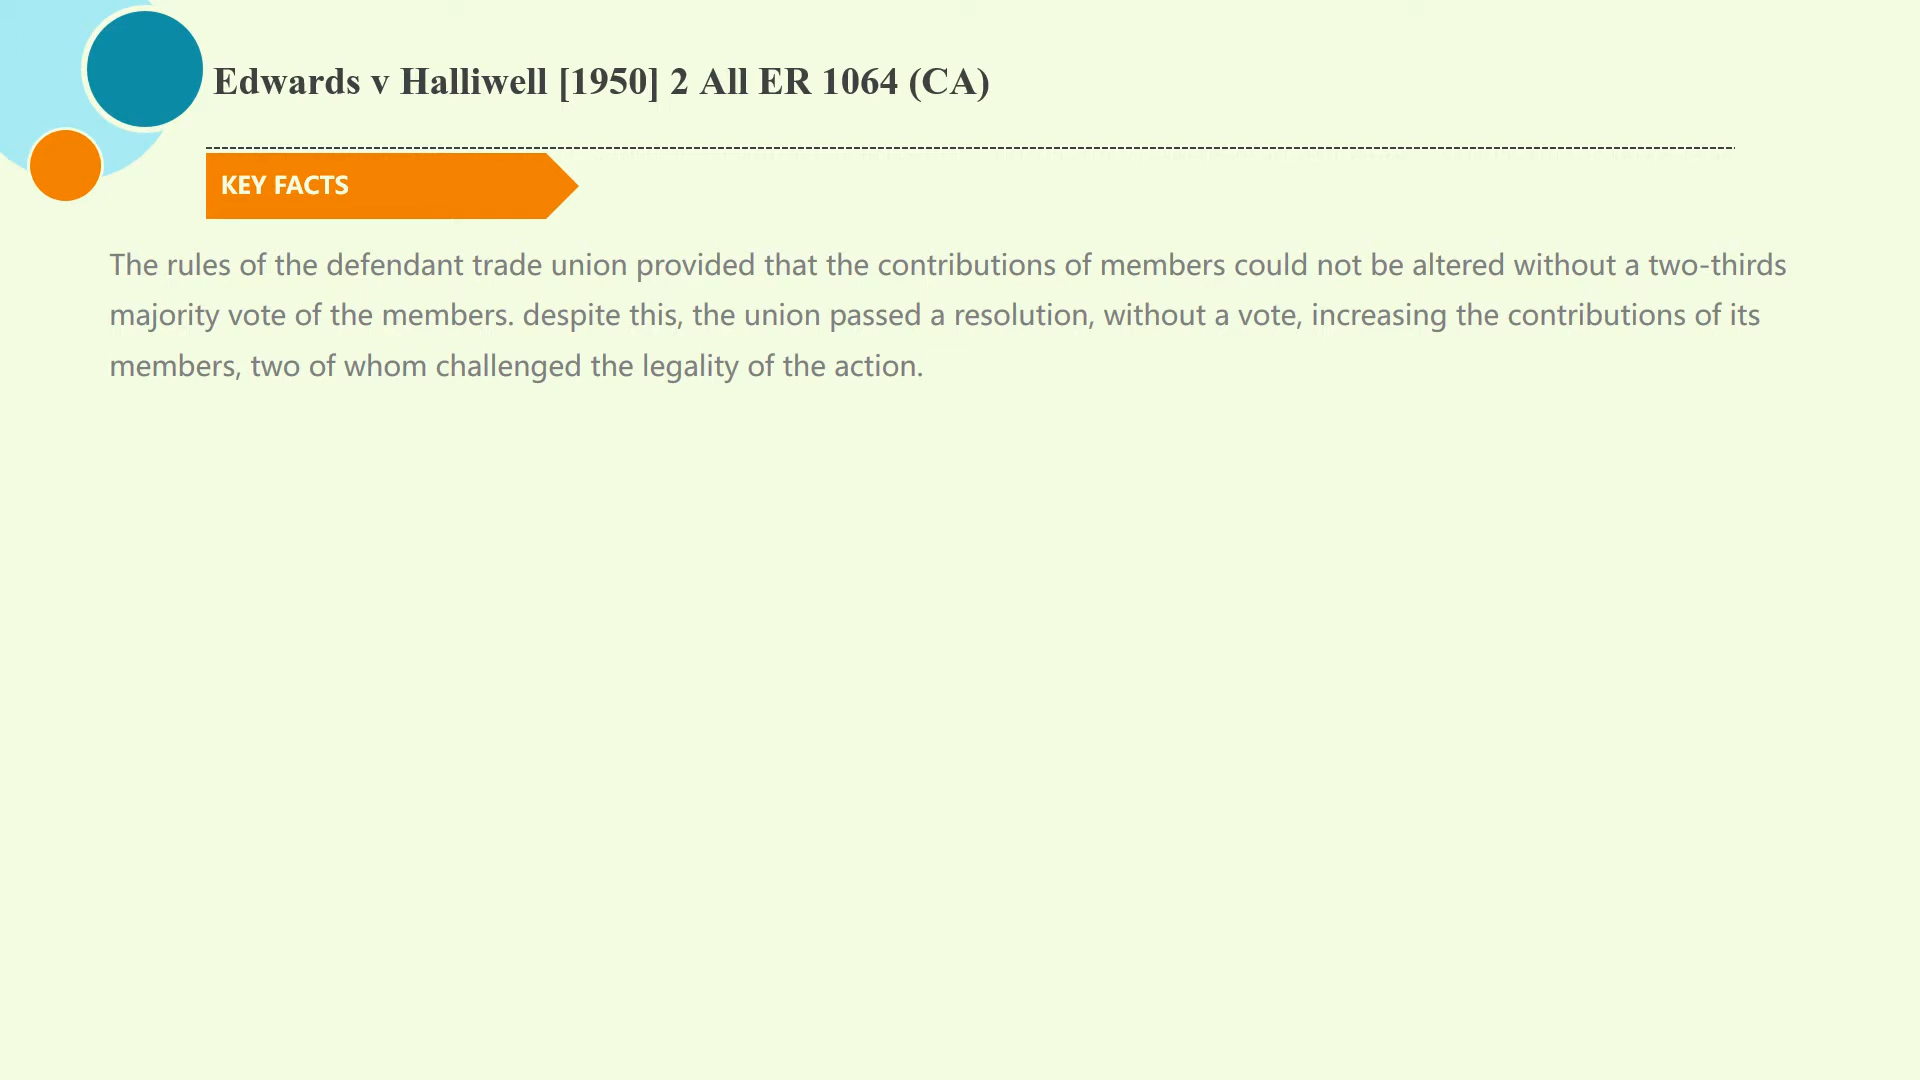 Edwards v Halliwell [1950] 2 All ER 1064 (CA)
KEY FACTS
The rules of the defendant trade union provided that the contributions of members could not be altered without a two-thirds
majority vote of the members. despite this, the union passed a resolution, without a vote, increasing the contributions of its
members, two of whom challenged the legality of the action.